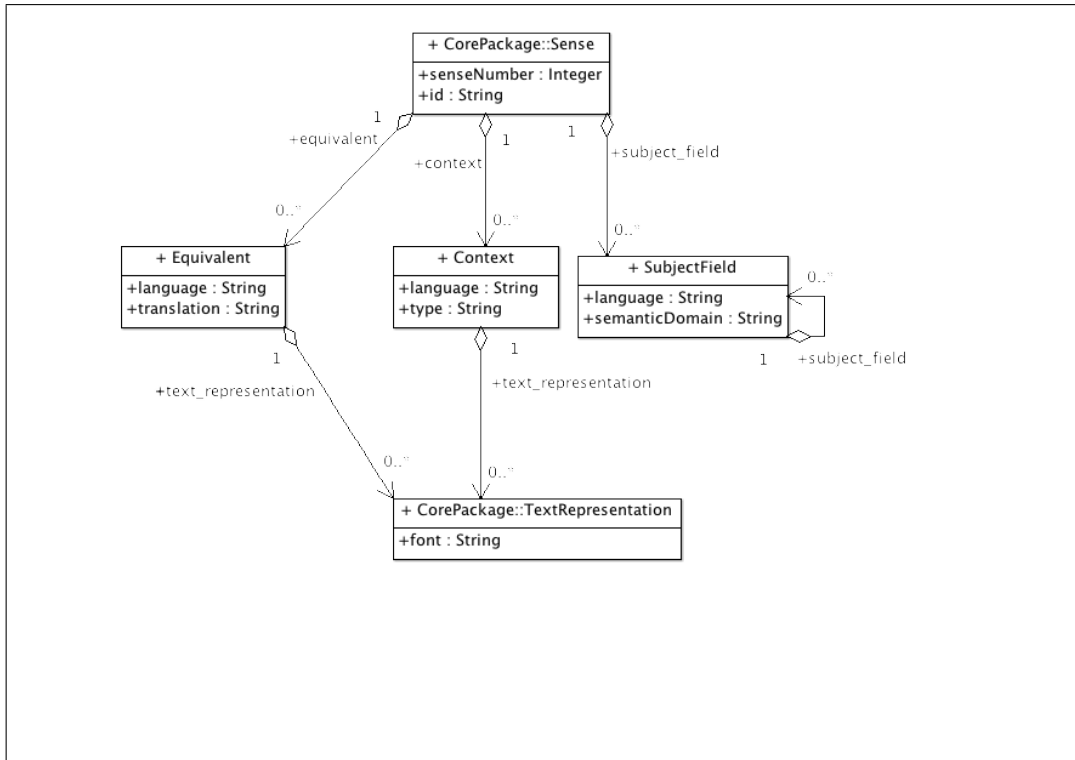 + CorePackage::Sense
+senseNumber : Integer
+id : String
1
+equivalent
1
+context
1
+subject_field
0..*
0..*
0..*
+ Equivalent
+language : String
+translation : String
+ Context
+language : String
+type : String
+ SubjectField
+language : String
+semanticDomain : String
0..*
1
+subject_field
1
+text_representation
1
+text_representation
0..*
0..*
+ CorePackage::TextRepresentation
+font : String